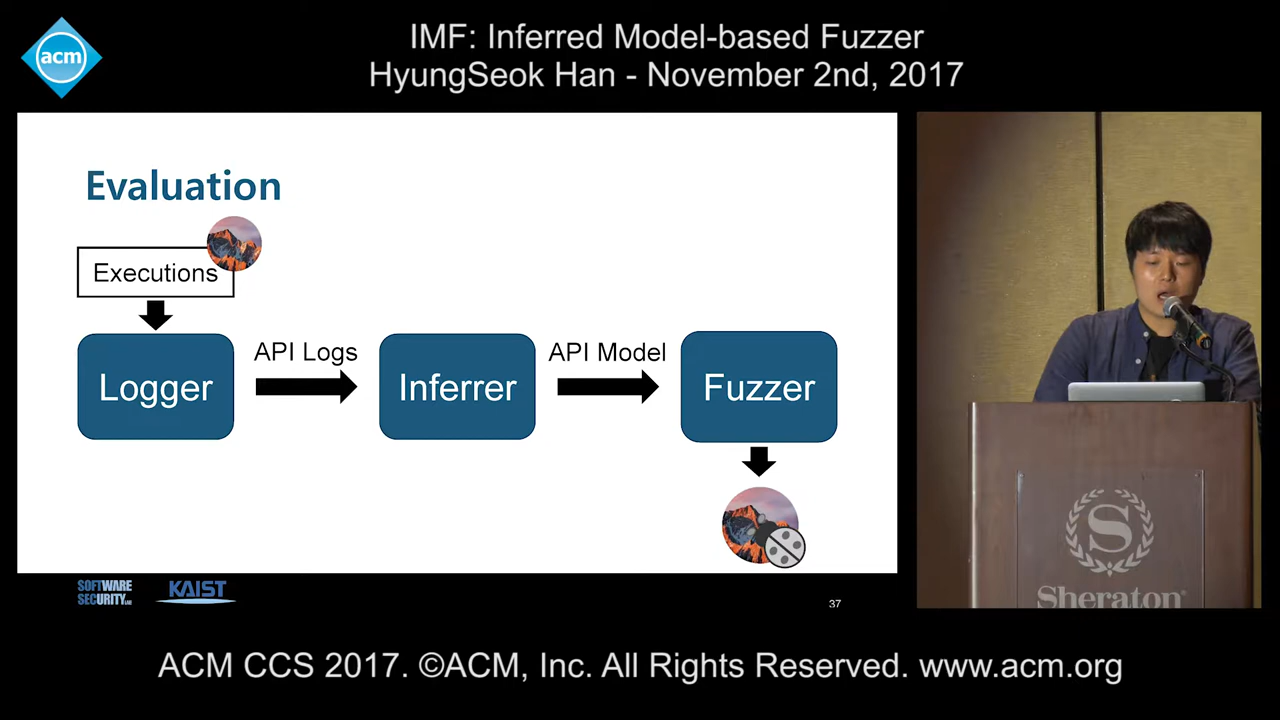 IMF: Inferred Model-based Fuzzer
HyungSeok Han - November 2nd, 2017
acm
Evaluation
Executions
API Logs
API Model
Logger
Inferrer
Fuzzer
SOFTWARE
SECURITY
KAIST
37
S
Sheraton
ACM CCS 2017. ©ACM, Inc. All Rights Reserved. www.acm.org